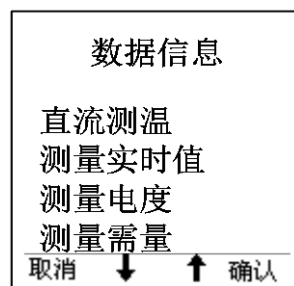 数据信息
直流测温
测量实时值
测量电度
测量需量
取消 ↓ ↑ 确认